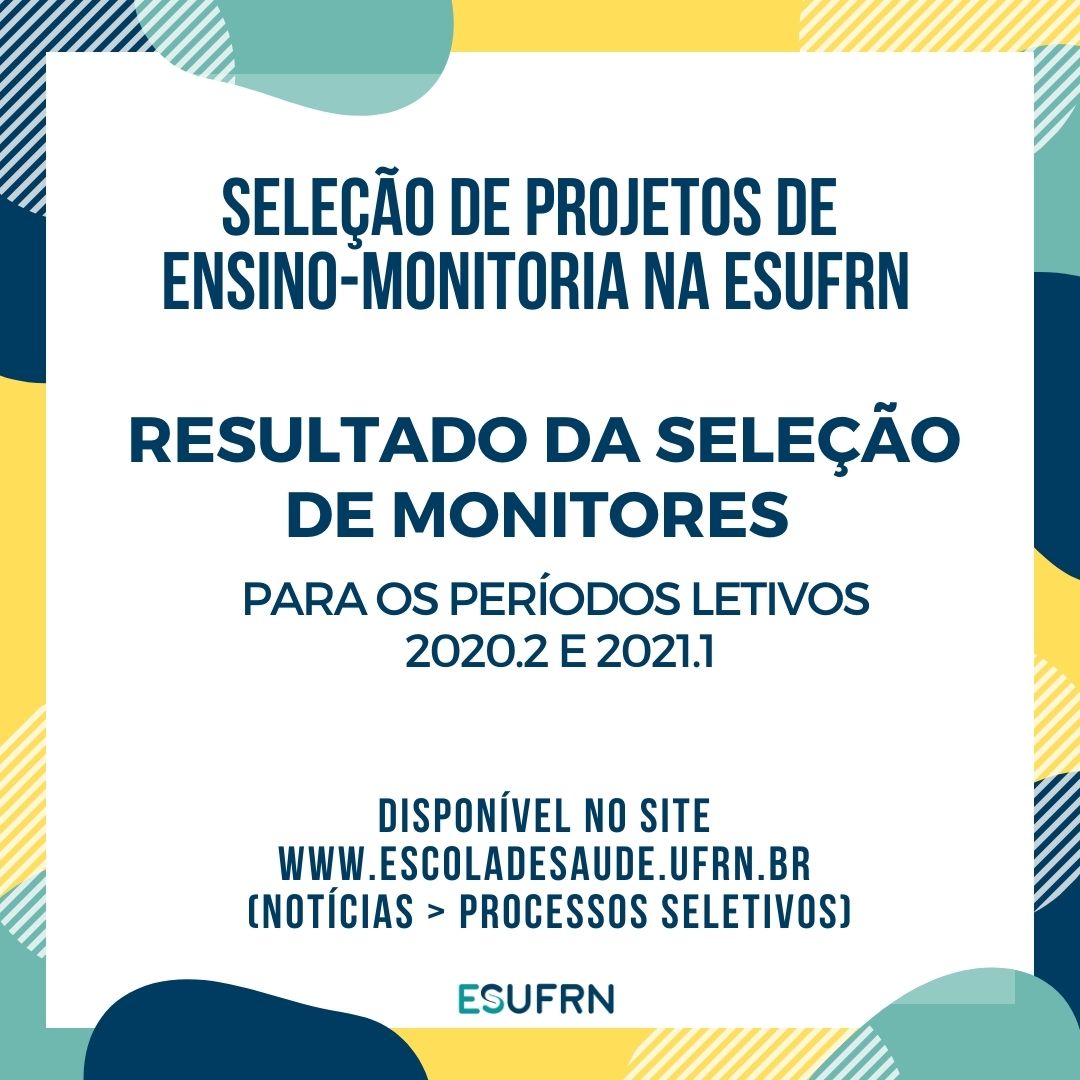 SELEÇÃO DE PROJETOS DE
ENSINO-MONITORIA NA ESUFRN
RESULTADO DA SELEÇÃO
DE MONITORES
PARA OS PERÍODOS LETIVOS
2020.2 E 2021.1
DISPONÍVEL NO SITE
WWW.ESCOLADESAUDE.UFRN.BR
(NOTÍCIAS > PROCESSOS SELETIVOS)
ESUFRN